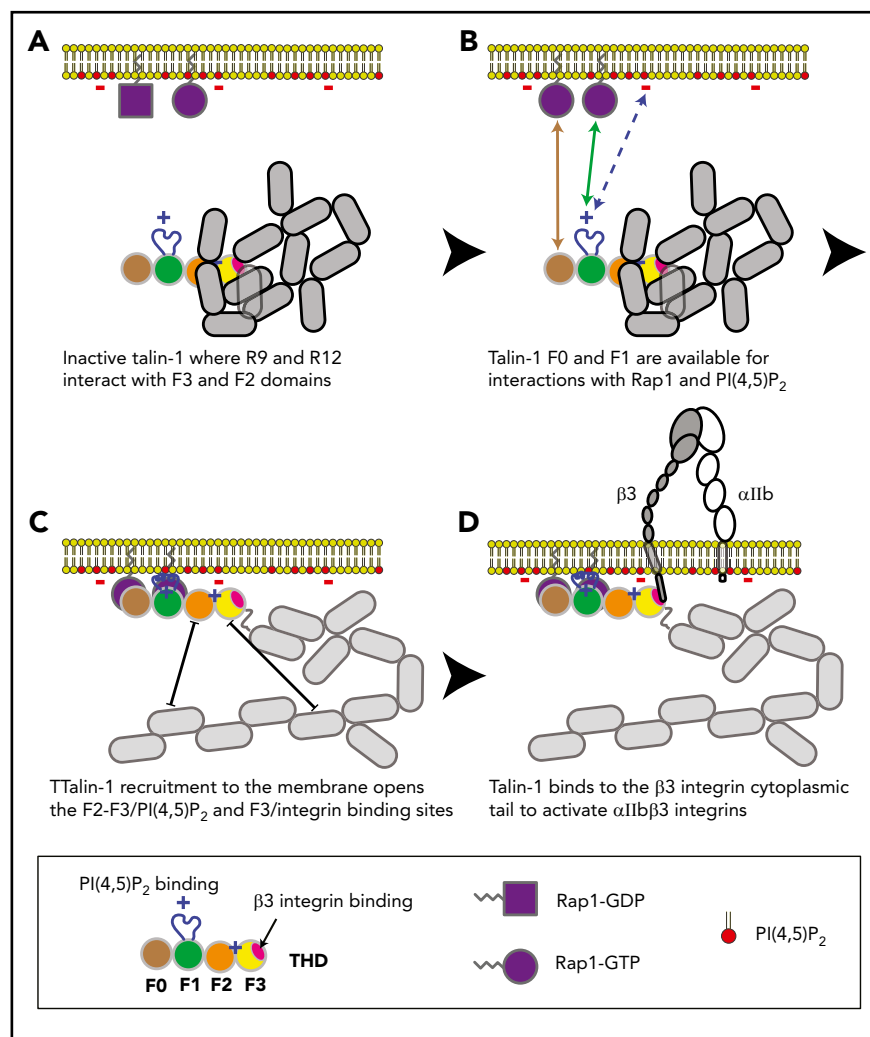 A
B
Inactive talin-1 where R9 and R12
interact with F3 and F2 domains
Talin-1 F0 and F1 are available for
interactions with Rap1 and PI(4,5)P₂
C
D
β3
αIIb
TTalin-1 recruitment to the membrane opens
the F2-F3/PI(4,5)P₂ and F3/integrin binding sites
Talin-1 binds to the β3 integrin cytoplasmic
tail to activate αIIbβ3 integrins
PI(4,5)P₂ binding
β3 integrin binding
THD
F0 F1 F2 F3
Rap1-GDP
Rap1-GTP
PI(4,5)P₂